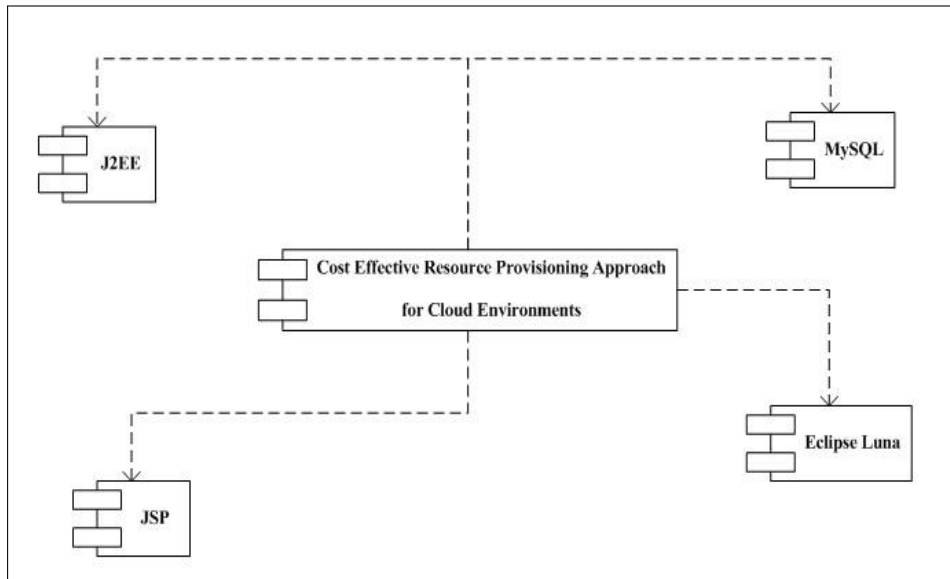 J2EE
MySQL
Cost Effective Resource Provisioning Approach
for Cloud Environments
Eclipse Luna
JSP